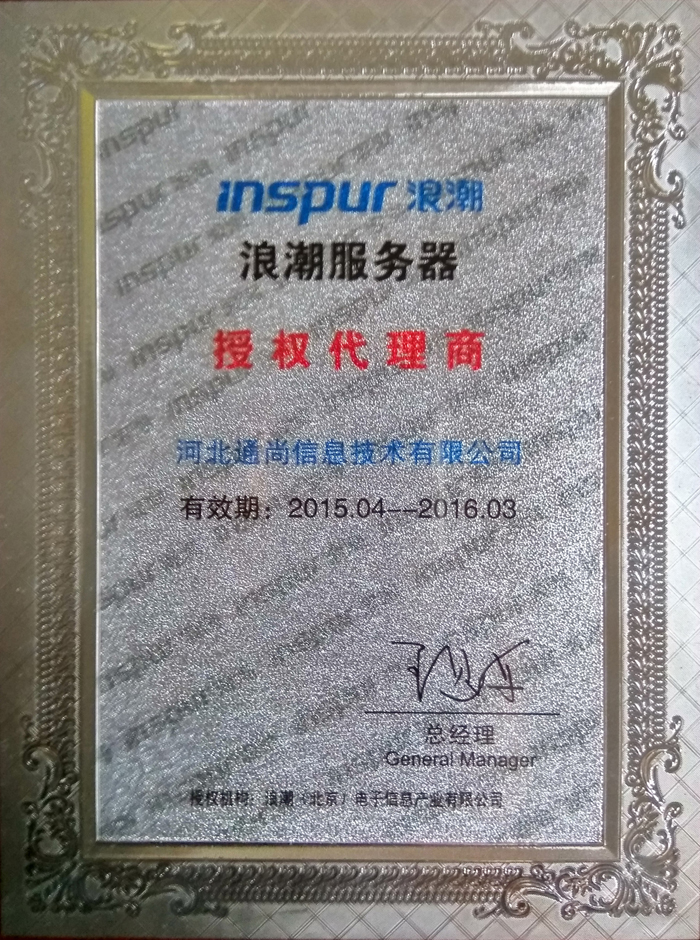 inspur 浪潮
浪潮服务器
授权代理商
河北通尚信息技术有限公司
有效期：2015.04--2016.03
总经理
General Manager
授权机构：浪潮（北京）电子信息产业有限公司